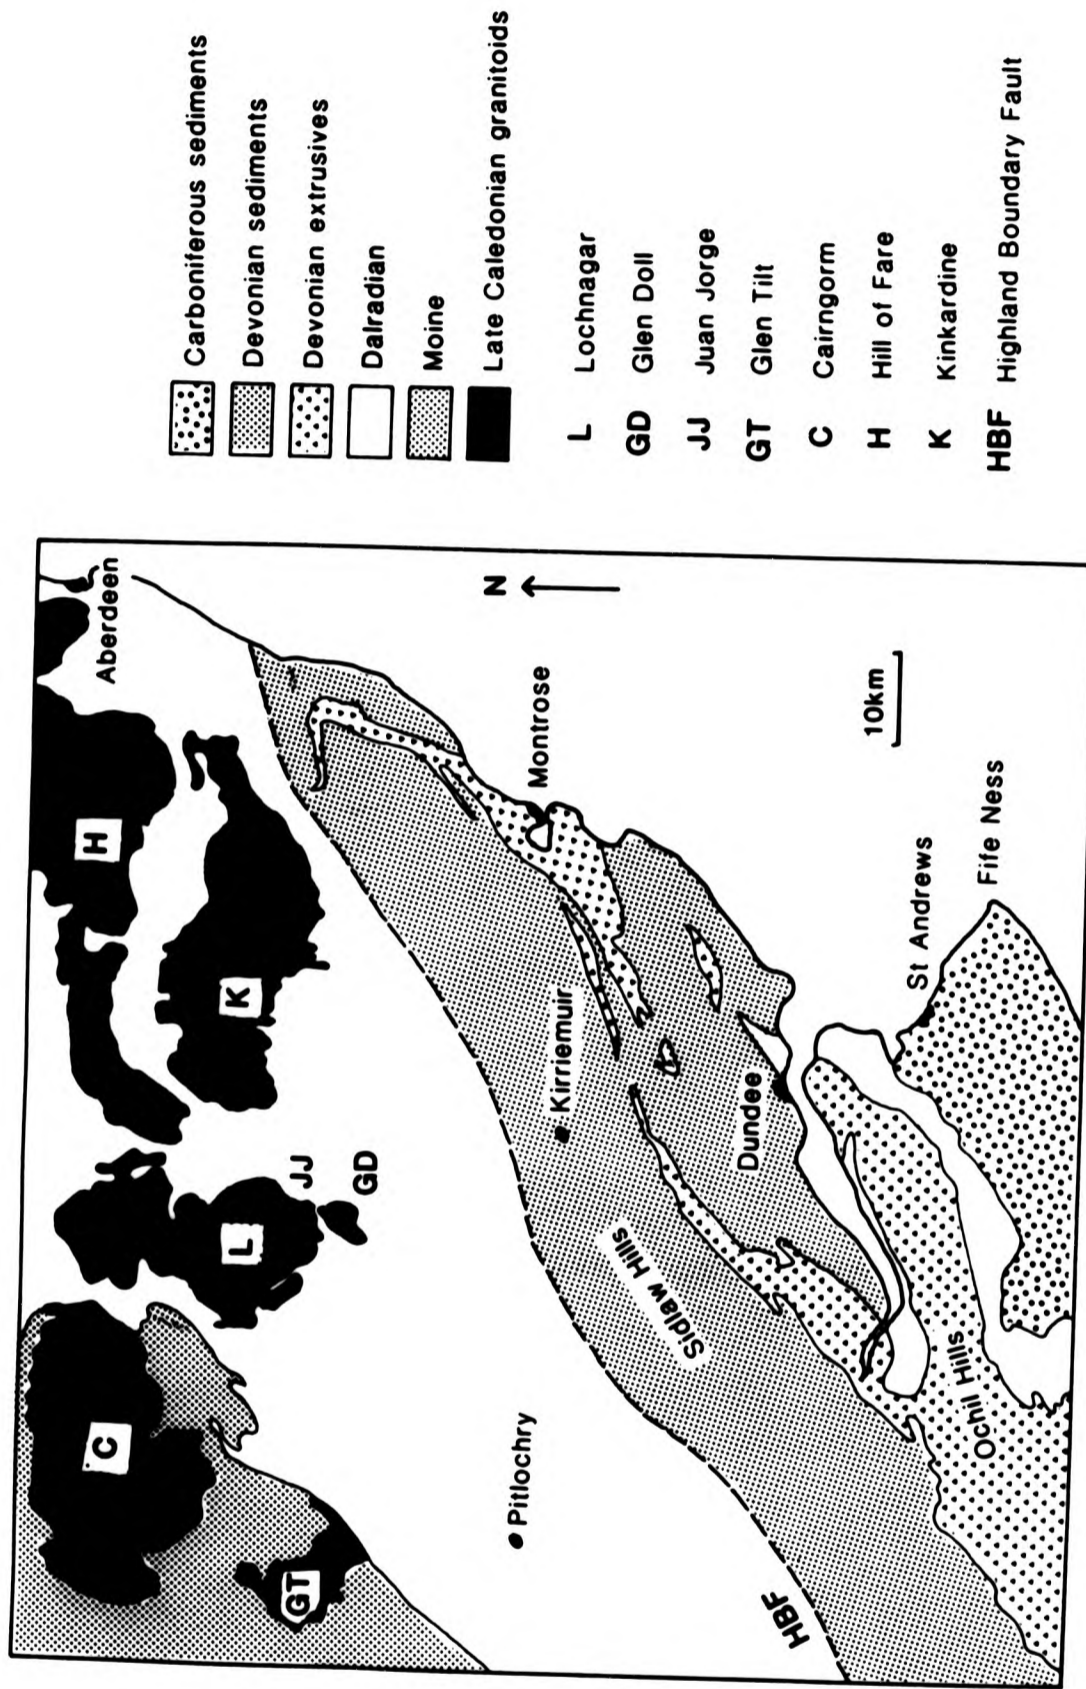 Aberdeen
H
C
K
L
JJ
GD
GT
N
Pitlochry
Kirriemuir
Montrose
Sidlaw Hills
HBF
Dundee
10km
St Andrews
Fife Ness
Ochil Hills
Carboniferous sediments
Devonian sediments
Devonian extrusives
Dalradian
Moine
Late Caledonian granitoids
L Lochnagar
GD Glen Doll
JJ Juan Jorge
GT Glen Tilt
C Cairngorm
H Hill of Fare
K Kinkardine
HBF Highland Boundary Fault